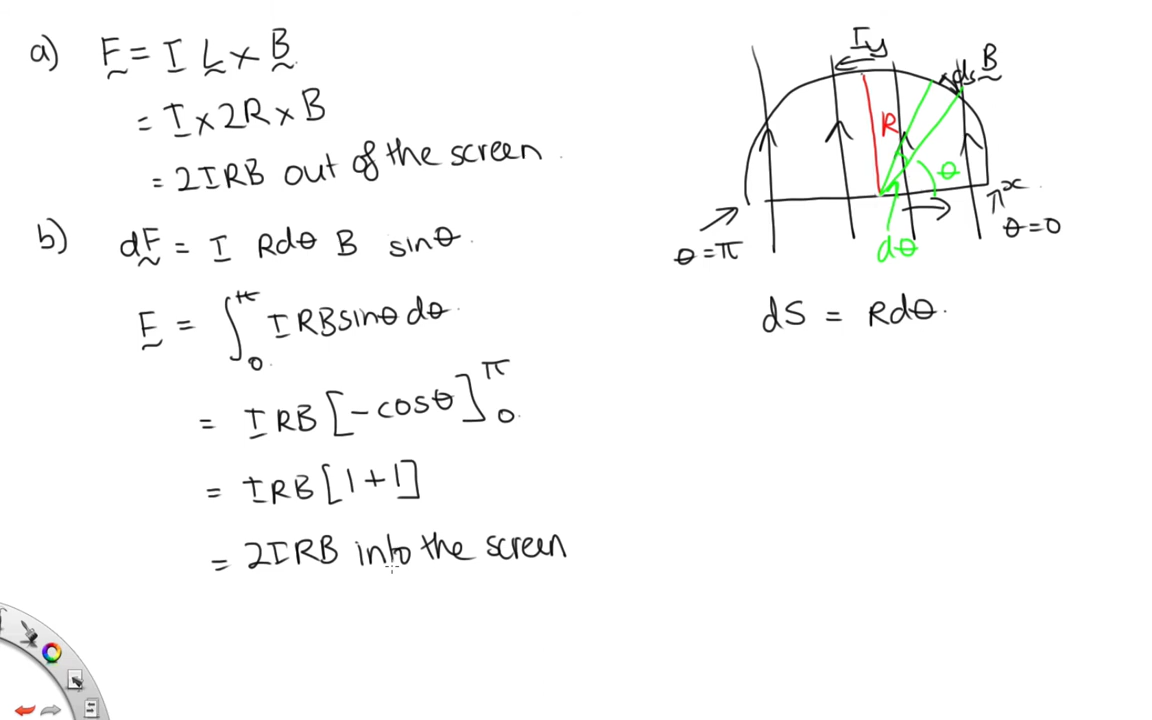 a) F = I L × B
= I × 2R × B
= 2IRB out of the screen
b) dF = I Rdθ B sinθ
F = ∫₀^π IRBsinθ dθ
= IRB [-cosθ]₀^π
= IRB [1+1]
= 2IRB into the screen
I y
ds B
R
θ
x
θ=π
dθ
θ=0
dS = Rdθ.